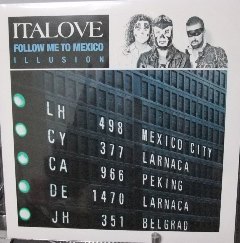 ITALOVE
FOLLOW ME TO MEXICO
ILLUSION
LH 498 MEXICO CITY
CY 377 LARNACA
CA 966 PEKING
DE 1470 LARNACA
JH 351 BELGRAD